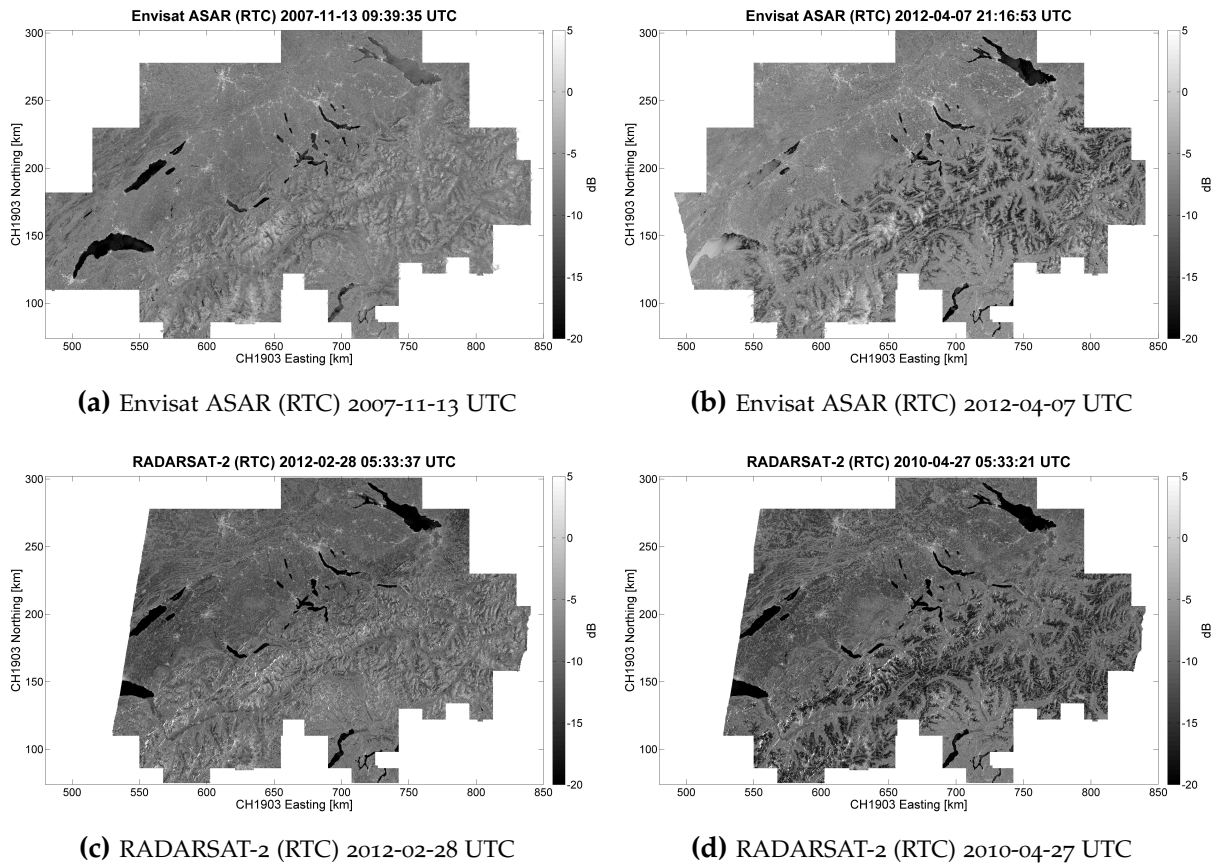 Envisat ASAR (RTC) 2007-11-13 09:39:35 UTC
300
250
200
150
100
CH1903 Northing [km]
500 550 600 650 700 750 800 850
CH1903 Easting [km]
5
0
-5
-10
-15
-20
dB
(a) Envisat ASAR (RTC) 2007-11-13 UTC
Envisat ASAR (RTC) 2012-04-07 21:16:53 UTC
300
250
200
150
100
CH1903 Northing [km]
500 550 600 650 700 750 800 850
CH1903 Easting [km]
5
0
-5
-10
-15
-20
dB
(b) Envisat ASAR (RTC) 2012-04-07 UTC
RADARSAT-2 (RTC) 2012-02-28 05:33:37 UTC
300
250
200
150
100
CH1903 Northing [km]
500 550 600 650 700 750 800 850
CH1903 Easting [km]
5
0
-5
-10
-15
-20
dB
(c) RADARSAT-2 (RTC) 2012-02-28 UTC
RADARSAT-2 (RTC) 2010-04-27 05:33:21 UTC
300
250
200
150
100
CH1903 Northing [km]
500 550 600 650 700 750 800 850
CH1903 Easting [km]
5
0
-5
-10
-15
-20
dB
(d) RADARSAT-2 (RTC) 2010-04-27 UTC